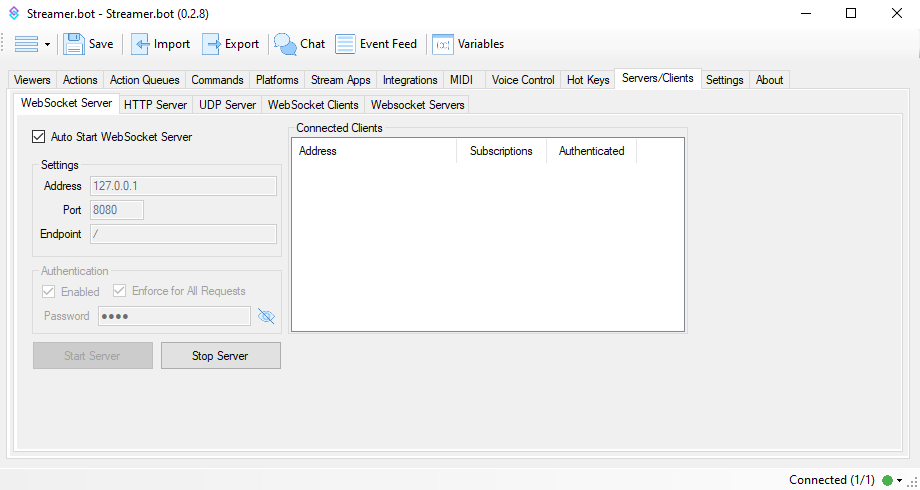 Streamer.bot - Streamer.bot (0.2.8)
Save Import Export Chat Event Feed (x) Variables
Viewers Actions Action Queues Commands Platforms Stream Apps Integrations MIDI Voice Control Hot Keys Servers/Clients Settings About
WebSocket Server HTTP Server UDP Server WebSocket Clients Websocket Servers
Auto Start WebSocket Server
Settings
Address 127.0.0.1
Port 8080
Endpoint /
Authentication
Enabled Enforce for All Requests
Password ●●●●
Start Server Stop Server
Connected Clients
Address Subscriptions Authenticated
Connected (1/1)